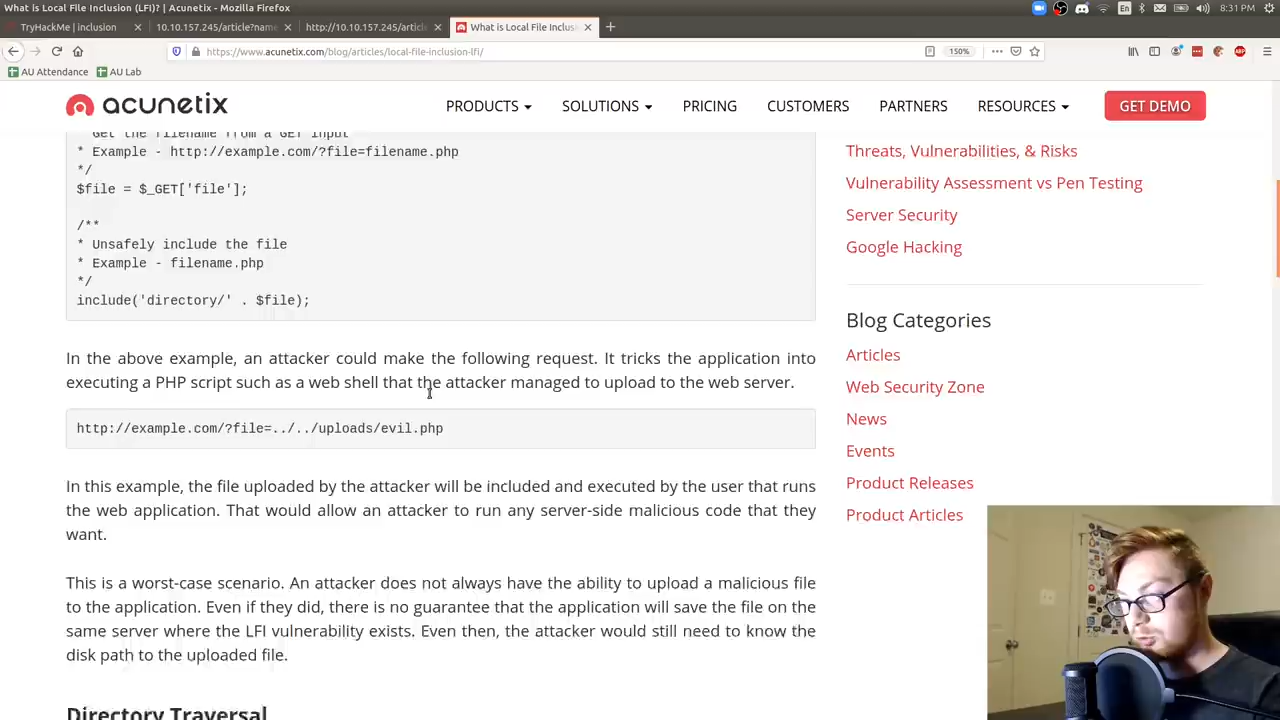 What is Local File Inclusion (LFI)? | Acunetix - Mozilla Firefox
En
8:31 PM
TryHackMe | inclusion
10.10.157.245/article?name
http://10.10.157.245/article
What is Local File Inclus
https://www.acunetix.com/blog/articles/local-file-inclusion-lfi/
150%
ABP
AU Attendance
AU Lab
acunetix
PRODUCTS
SOLUTIONS
PRICING
CUSTOMERS
PARTNERS
RESOURCES
GET DEMO
* Get the filename from a GET input
* Example - http://example.com/?file=filename.php
*/
$file = $_GET['file'];
/**
* Unsafely include the file
* Example - filename.php
*/
include('directory/' . $file);
In the above example, an attacker could make the following request. It tricks the application into
executing a PHP script such as a web shell that the attacker managed to upload to the web server.
http://example.com/?file=../../uploads/evil.php
In this example, the file uploaded by the attacker will be included and executed by the user that runs
the web application. That would allow an attacker to run any server-side malicious code that they
want.
This is a worst-case scenario. An attacker does not always have the ability to upload a malicious file
to the application. Even if they did, there is no guarantee that the application will save the file on the
same server where the LFI vulnerability exists. Even then, the attacker would still need to know the
disk path to the uploaded file.
Directory Traversal
Threats, Vulnerabilities, & Risks
Vulnerability Assessment vs Pen Testing
Server Security
Google Hacking
Blog Categories
Articles
Web Security Zone
News
Events
Product Releases
Product Articles